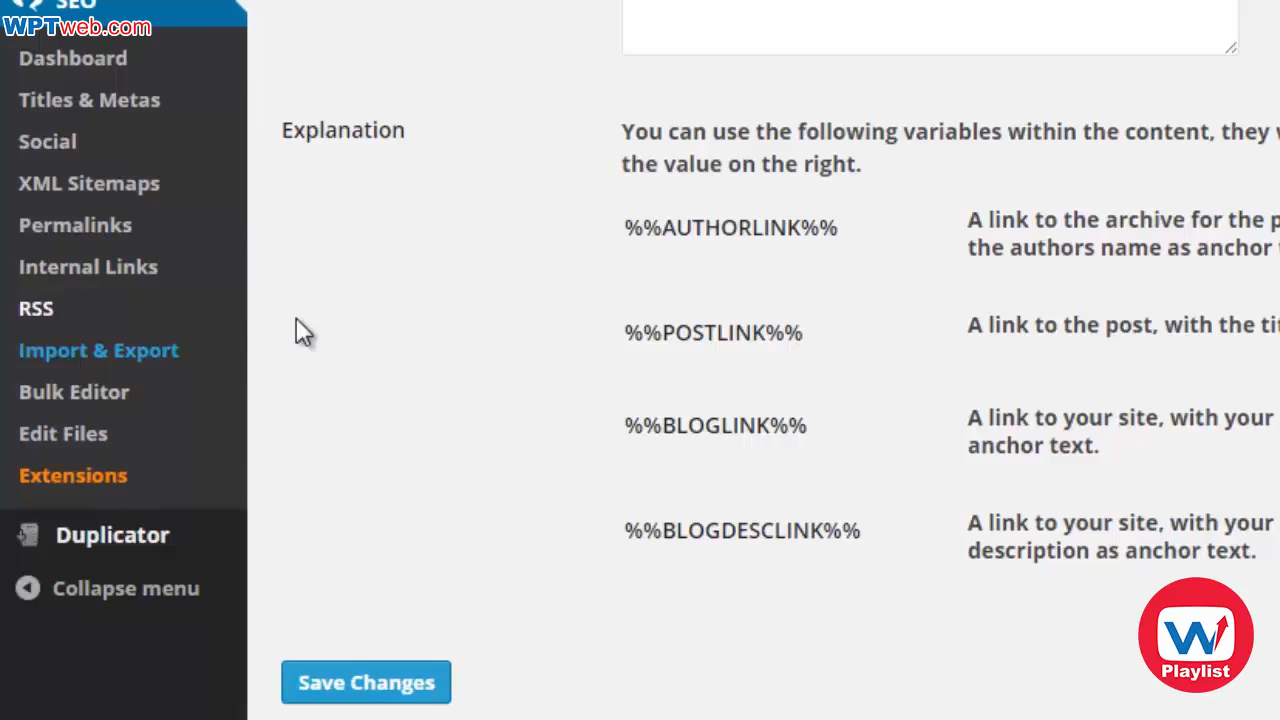 SEO
WPTweb.com
Dashboard
Titles & Metas
Social
XML Sitemaps
Permalinks
Internal Links
RSS
Import & Export
Bulk Editor
Edit Files
Extensions
Duplicator
Collapse menu
Explanation
You can use the following variables within the content, they
the value on the right.
%%AUTHORLINK%%
A link to the archive for the
the authors name as anchor
%%POSTLINK%%
A link to the post, with the
%%BLOGLINK%%
A link to your site, with your
anchor text.
%%BLOGDESCLINK%%
A link to your site, with your
description as anchor text.
Save Changes
W
Playlist